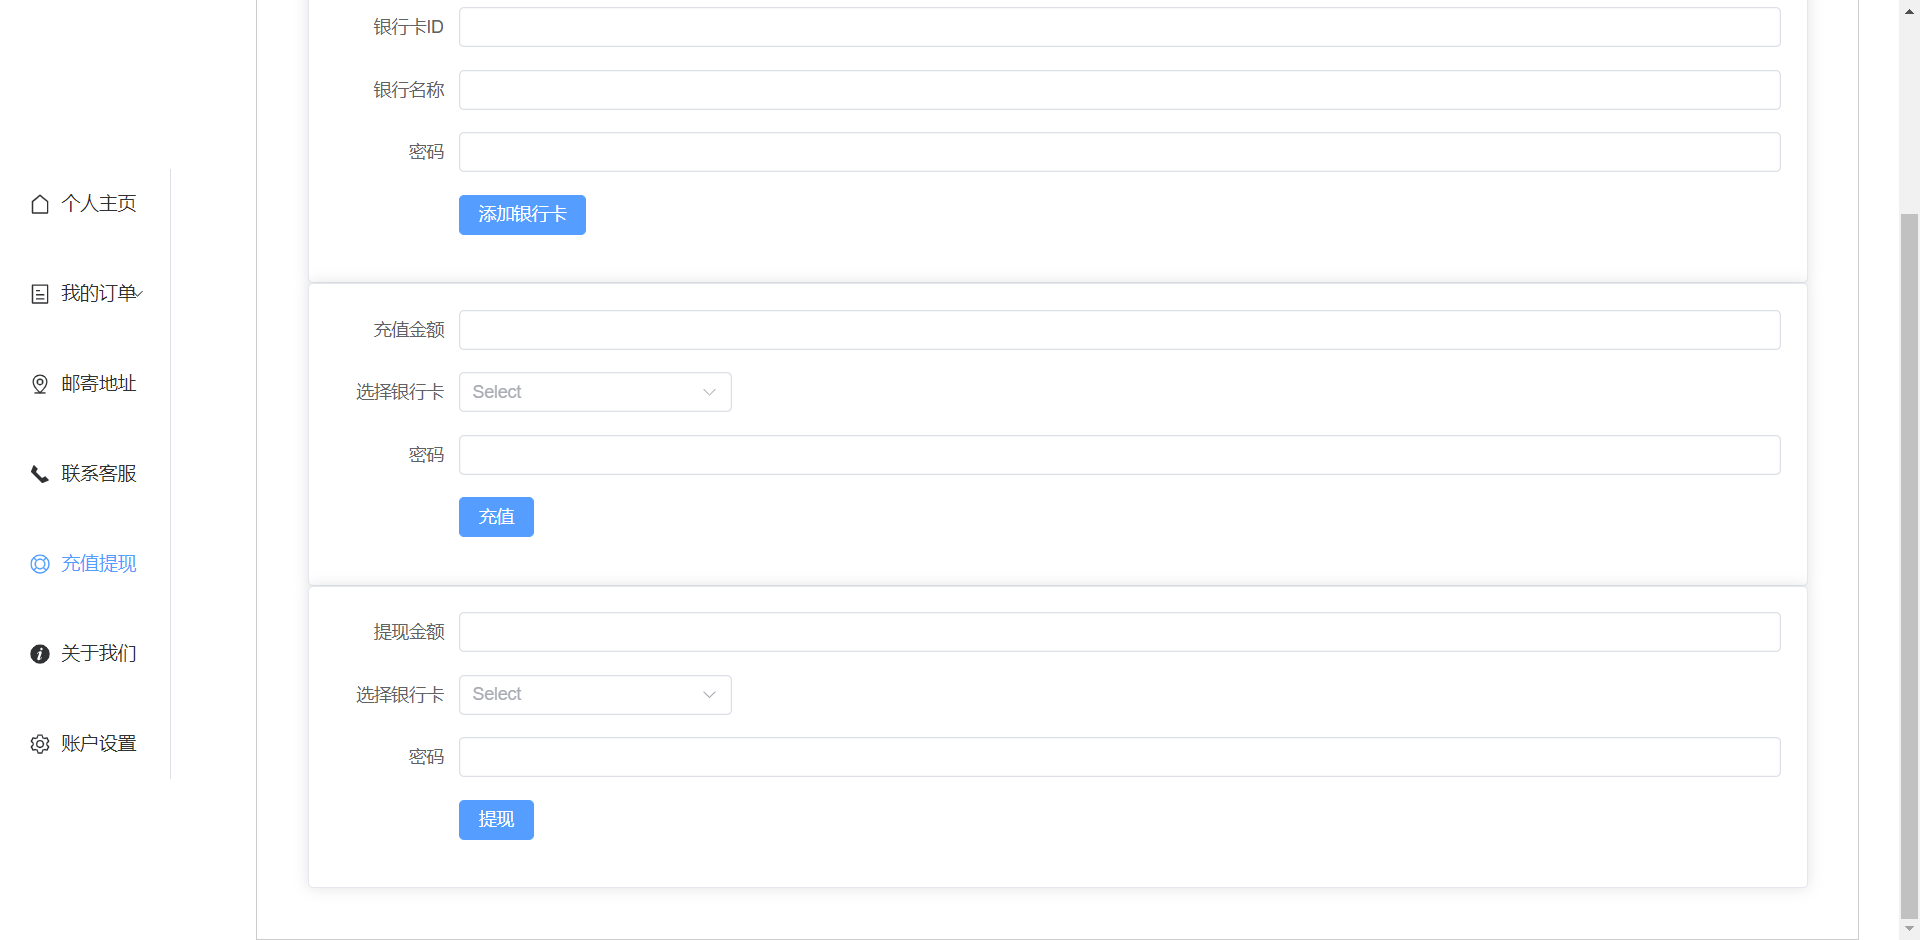 个人主页
我的订单
邮寄地址
联系客服
充值提现
关于我们
账户设置
银行卡ID
银行名称
密码
添加银行卡
充值金额
选择银行卡 Select
密码
充值
提现金额
选择银行卡 Select
密码
提现